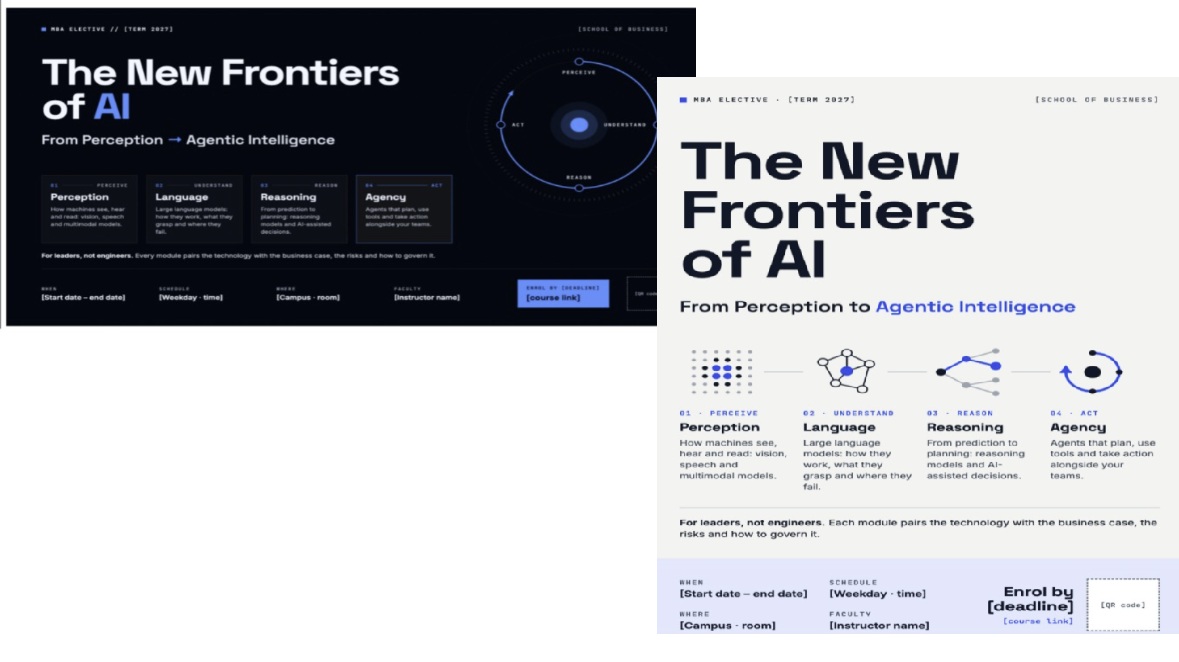 MBA ELECTIVE // [TERM 2027]
[SCHOOL OF BUSINESS]
The New Frontiers
of AI
From Perception → Agentic Intelligence
PERCEIVE
ACT
UNDERSTAND
REASON
01 PERCEIVE
Perception
How machines see, hear
and read: vision, speech
and multimodal models.
02 UNDERSTAND
Language
Large language models:
how they work, what they
grasp and where they
fail.
03 REASON
Reasoning
From prediction to
planning: reasoning
models and AI-assisted
decisions.
04 ACT
Agency
Agents that plan, use
tools and take action
alongside your teams.
For leaders, not engineers. Every module pairs the technology with the business case, the risks and how to govern it.
WHEN
[Start date – end date]
SCHEDULE
[Weekday · time]
WHERE
[Campus · room]
FACULTY
[Instructor name]
ENROL BY [DEADLINE]
[course link]
[QR code
MBA ELECTIVE · [TERM 2027]
[SCHOOL OF BUSINESS]
The New
Frontiers
of AI
From Perception to Agentic Intelligence
01 · PERCEIVE
Perception
How machines see,
hear and read: vision,
speech and
multimodal models.
02 · UNDERSTAND
Language
Large language
models: how they
work, what they
grasp and where they
fail.
03 · REASON
Reasoning
From prediction to
planning: reasoning
models and AI-
assisted decisions.
04 · ACT
Agency
Agents that plan, use
tools and take action
alongside your
teams.
For leaders, not engineers. Each module pairs the technology with the business case, the
risks and how to govern it.
WHEN
[Start date – end date]
SCHEDULE
[Weekday · time]
WHERE
[Campus · room]
FACULTY
[Instructor name]
Enrol by
[deadline]
[course link]
[QR code]